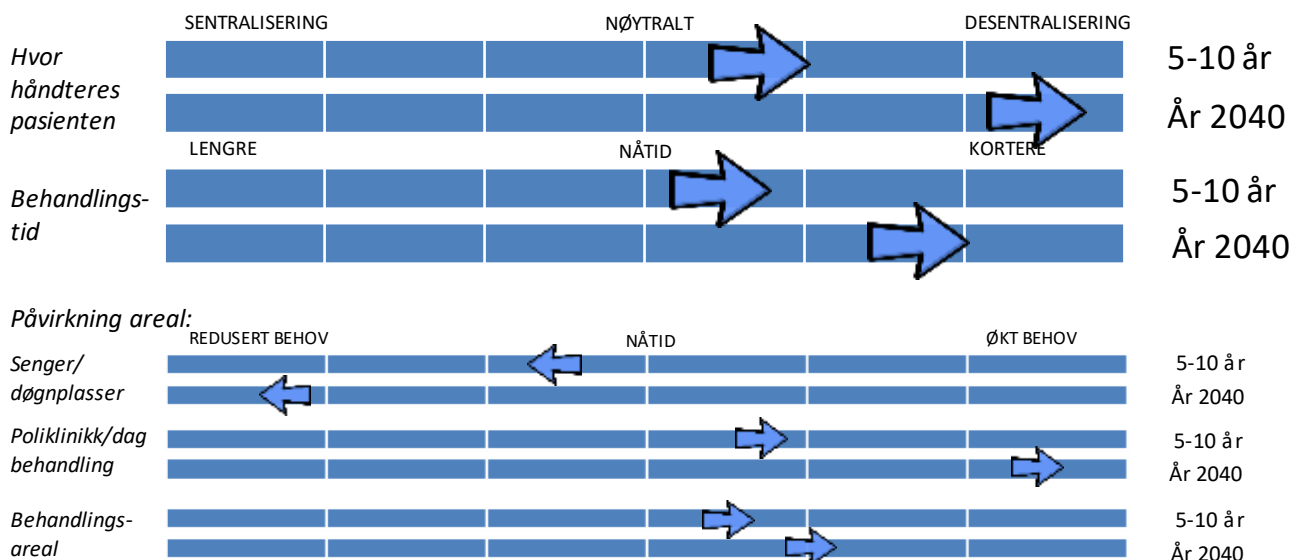 SENTRALISERING NØYTRALT DESENTRALISERING
Hvor
håndteres
pasienten
5-10 år
År 2040
LENGRE NÅTID KORTERE
Behandlings-
tid
5-10 år
År 2040
Påvirkning areal:
REDUSERT BEHOV NÅTID ØKT BEHOV
Senger/
døgnplasser
5-10 år
År 2040
Poliklinikk/dag
behandling
5-10 år
År 2040
Behandlings-
areal
5-10 år
År 2040